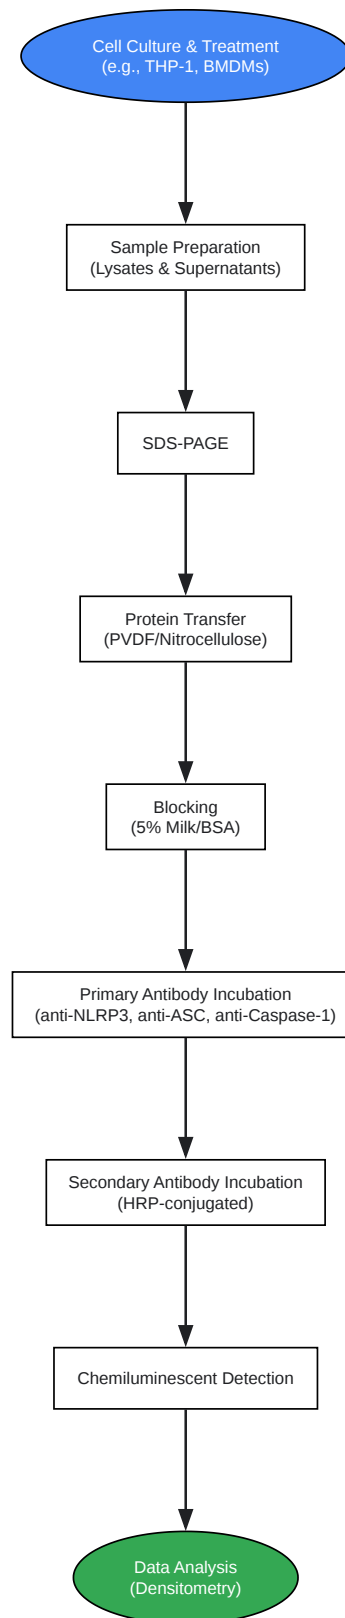 Cell Culture & Treatment
(e.g., THP-1, BMDMs)
Sample Preparation
(Lysates & Supernatants)
SDS-PAGE
Protein Transfer
(PVDF/Nitrocellulose)
Blocking
(5% Milk/BSA)
Primary Antibody Incubation
(anti-NLRP3, anti-ASC, anti-Caspase-1)
Secondary Antibody Incubation
(HRP-conjugated)
Chemiluminescent Detection
Data Analysis
(Densitometry)